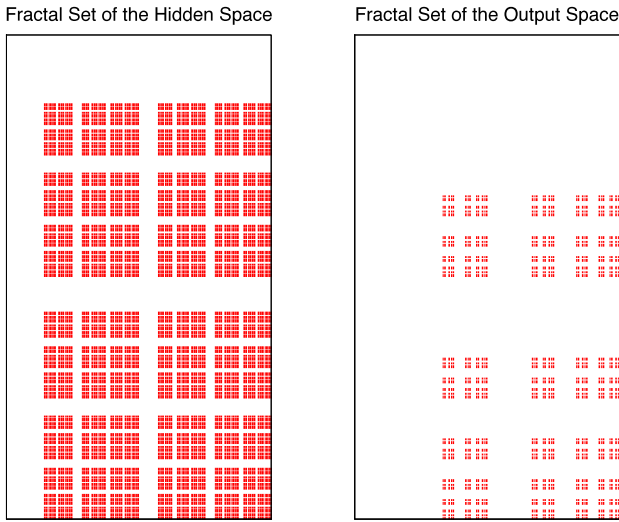 Fractal Set of the Hidden Space
Fractal Set of the Output Space